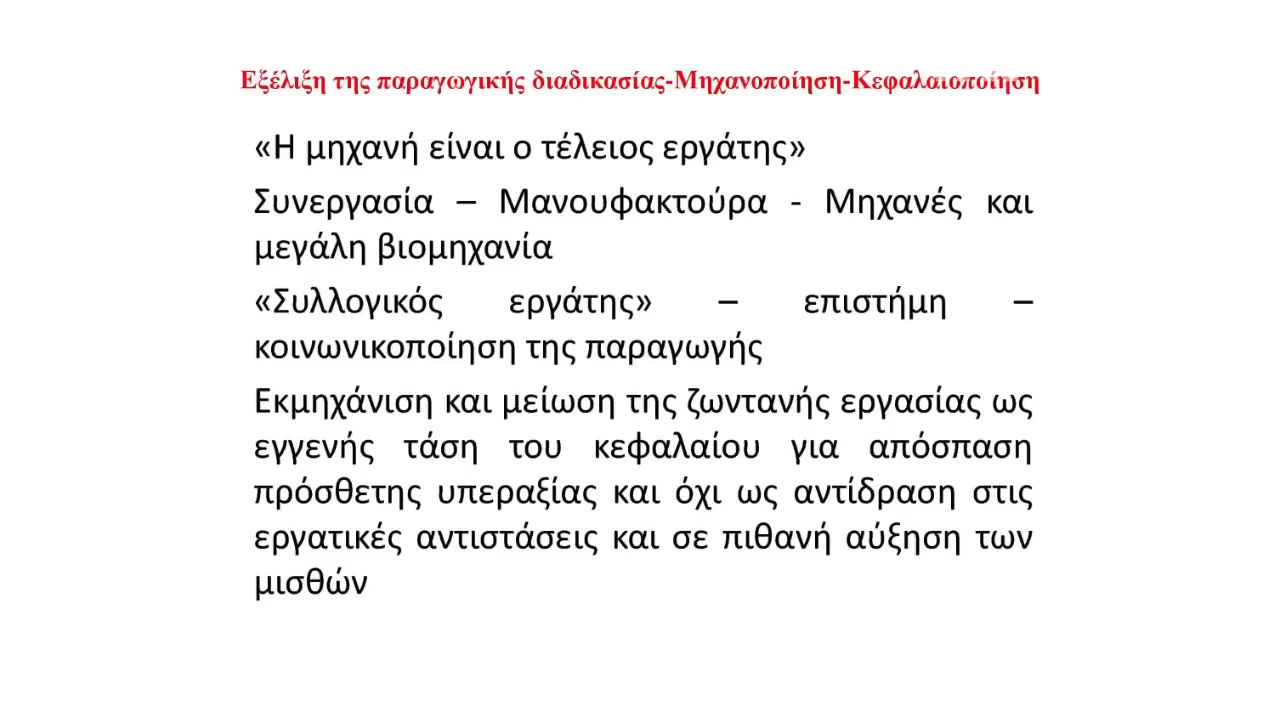 Εξέλιξη της παραγωγικής διαδικασίας-Μηχανοποίηση-Κεφαλαιοποίηση
«Η μηχανή είναι ο τέλειος εργάτης»
Συνεργασία – Μανουφακτούρα - Μηχανές και
μεγάλη βιομηχανία
«Συλλογικός εργάτης» – επιστήμη –
κοινωνικοποίηση της παραγωγής
Εκμηχάνιση και μείωση της ζωντανής εργασίας ως
εγγενής τάση του κεφαλαίου για απόσπαση
πρόσθετης υπεραξίας και όχι ως αντίδραση στις
εργατικές αντιστάσεις και σε πιθανή αύξηση των
μισθών